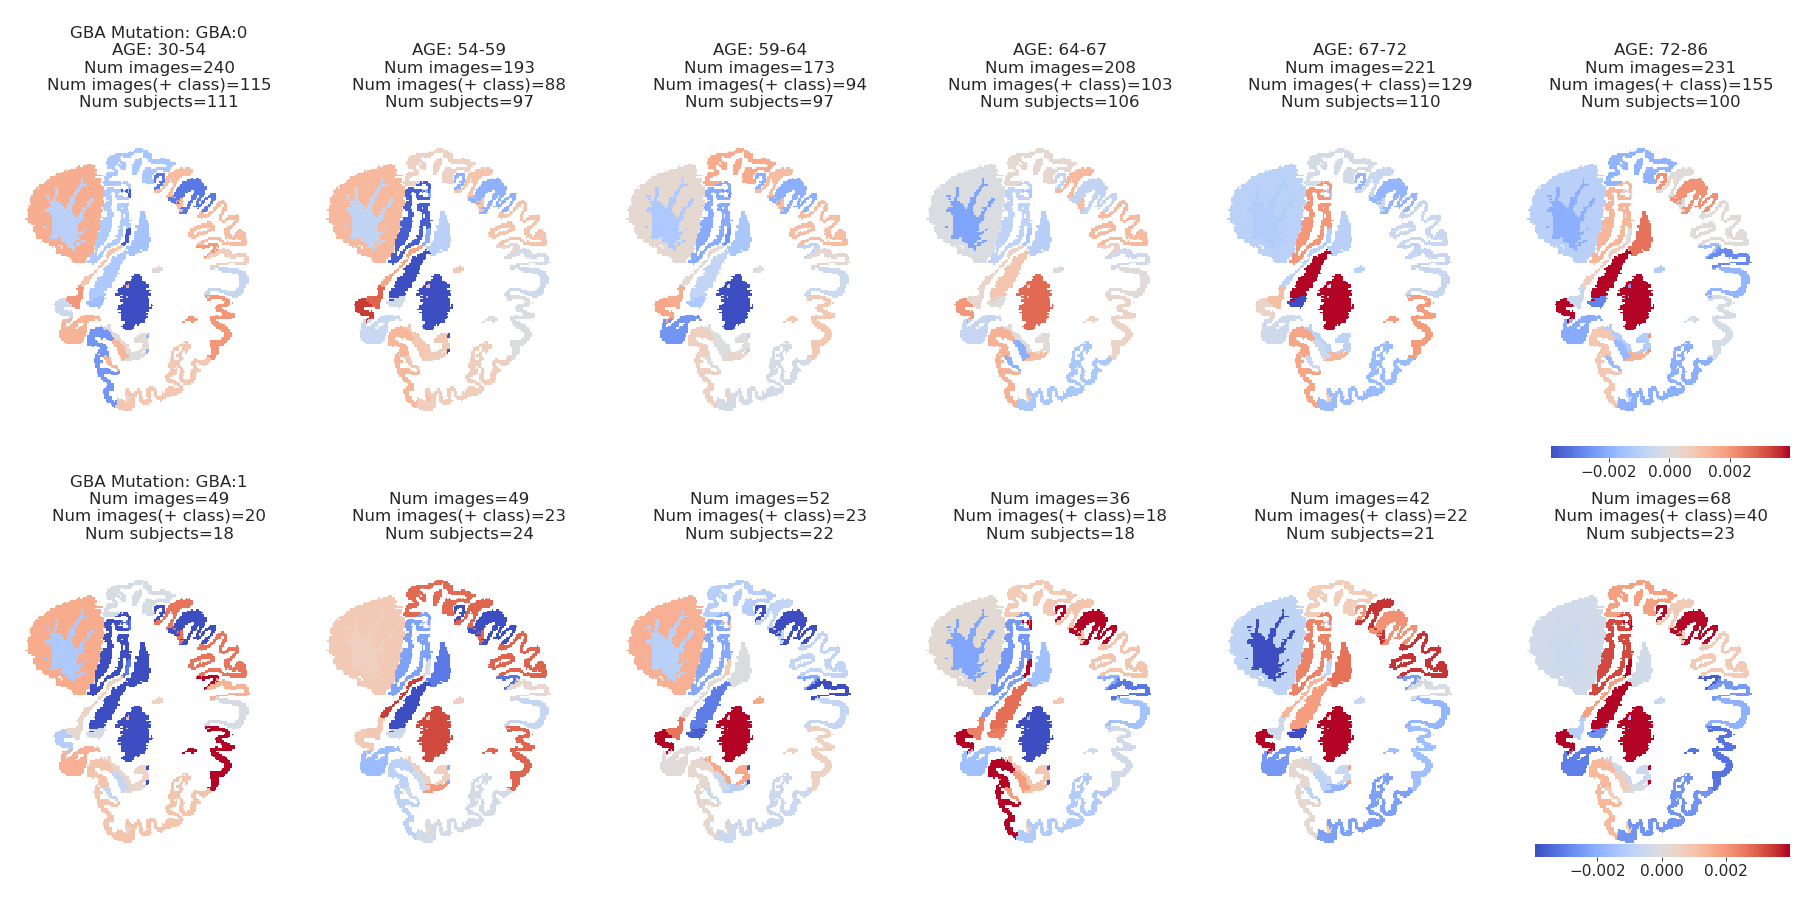 GBA Mutation: GBA:0
AGE: 30-54
Num images=240
Num images(+ class)=115
Num subjects=111
AGE: 54-59
Num images=193
Num images(+ class)=88
Num subjects=97
AGE: 59-64
Num images=173
Num images(+ class)=94
Num subjects=97
AGE: 64-67
Num images=208
Num images(+ class)=103
Num subjects=106
AGE: 67-72
Num images=221
Num images(+ class)=129
Num subjects=110
AGE: 72-86
Num images=231
Num images(+ class)=155
Num subjects=100
−0.002 0.000 0.002
GBA Mutation: GBA:1
Num images=49
Num images(+ class)=20
Num subjects=18
Num images=49
Num images(+ class)=23
Num subjects=24
Num images=52
Num images(+ class)=23
Num subjects=22
Num images=36
Num images(+ class)=18
Num subjects=18
Num images=42
Num images(+ class)=22
Num subjects=21
Num images=68
Num images(+ class)=40
Num subjects=23
−0.002 0.000 0.002